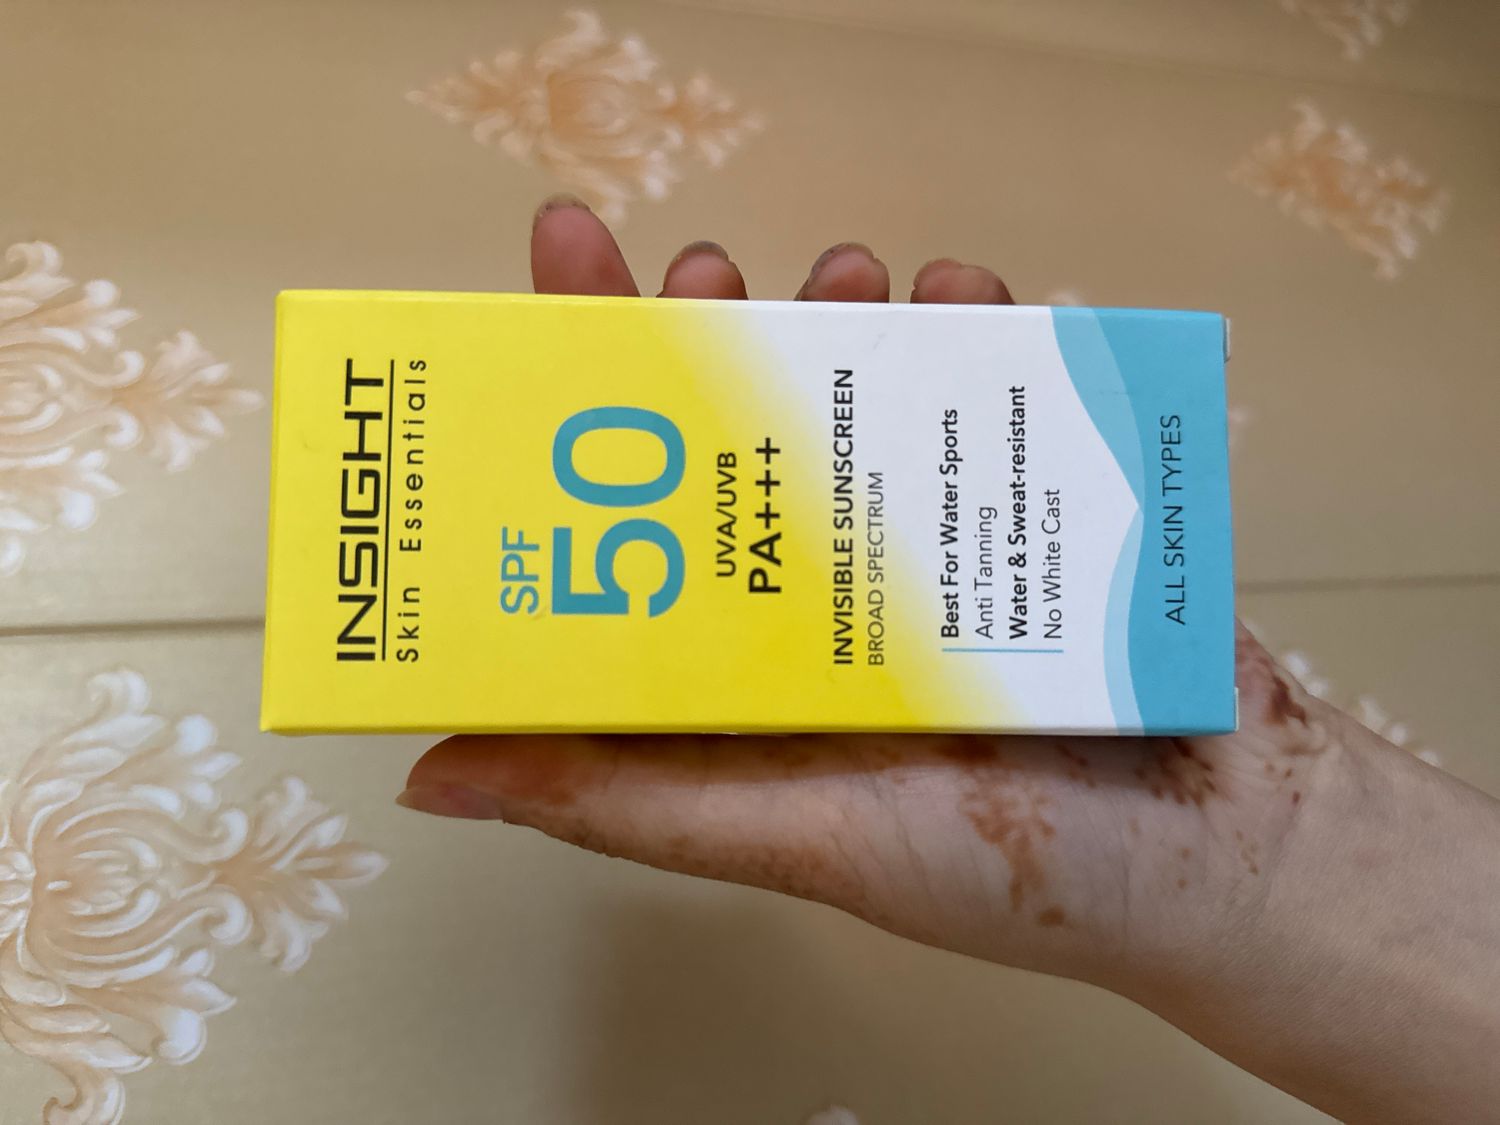 INSIGHT
Skin Essentials
SPF
50
UVA/UVB
PA+++
INVISIBLE SUNSCREEN
BROAD SPECTRUM
Best For Water Sports
Anti Tanning
Water & Sweat-resistant
No White Cast
ALL SKIN TYPES